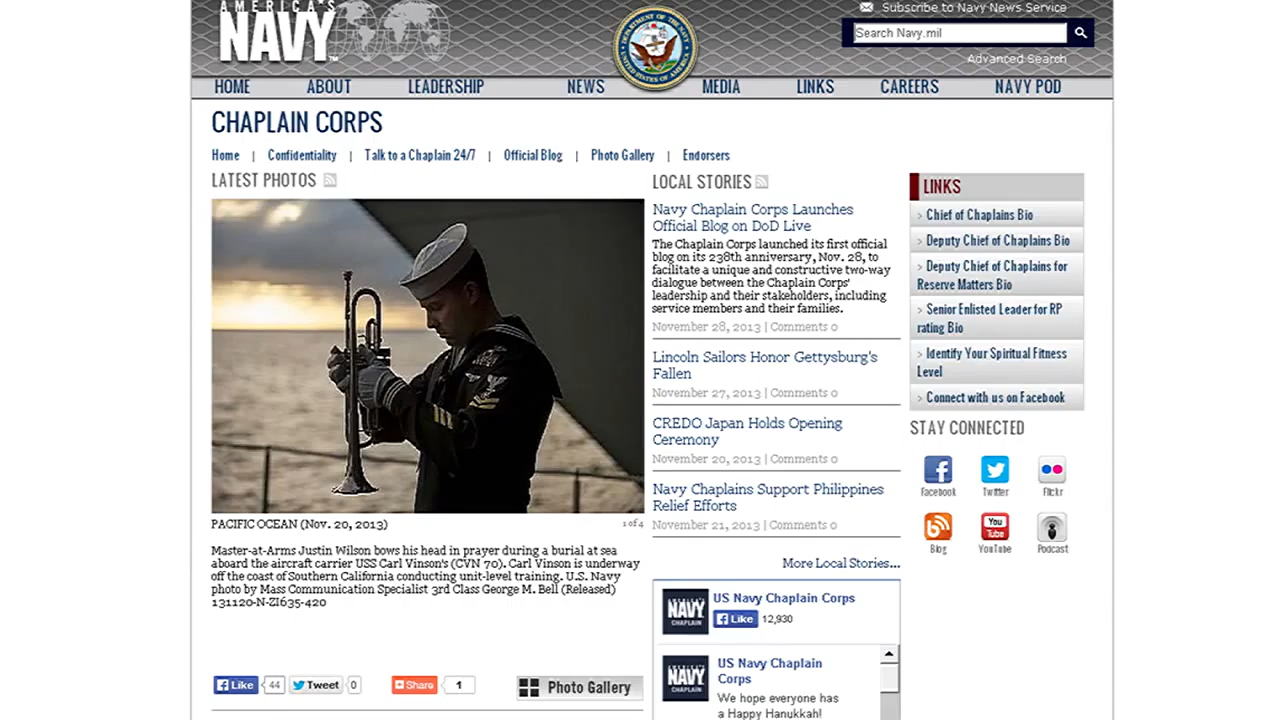 AMERICA'S
NAVY
Subscribe to Navy News Service
Search Navy.mil
Advanced Search
HOME ABOUT LEADERSHIP NEWS MEDIA LINKS CAREERS NAVY POD
CHAPLAIN CORPS
Home | Confidentiality | Talk to a Chaplain 24/7 | Official Blog | Photo Gallery | Endorsers
LATEST PHOTOS
PACIFIC OCEAN (Nov. 20, 2013)
1 of 4
Master-at-Arms Justin Wilson bows his head in prayer during a burial at sea
aboard the aircraft carrier USS Carl Vinson's (CVN 70). Carl Vinson is underway
off the coast of Southern California conducting unit-level training. U.S. Navy
photo by Mass Communication Specialist 3rd Class George M. Bell (Released)
131120-N-ZI635-420
Like 44 Tweet 0 Share 1
Photo Gallery
LOCAL STORIES
Navy Chaplain Corps Launches
Official Blog on DoD Live
The Chaplain Corps launched its first official
blog on its 238th anniversary, Nov. 28, to
facilitate a unique and constructive two-way
dialogue between the Chaplain Corps'
leadership and their stakeholders, including
service members and their families.
November 28, 2013 | Comments 0
Lincoln Sailors Honor Gettysburg's
Fallen
November 27, 2013 | Comments 0
CREDO Japan Holds Opening
Ceremony
November 20, 2013 | Comments 0
Navy Chaplains Support Philippines
Relief Efforts
November 21, 2013 | Comments 0
More Local Stories...
NAVY
CHAPLAIN
US Navy Chaplain Corps
Like 12,930
NAVY
CHAPLAIN
US Navy Chaplain
Corps
We hope everyone has
a Happy Hanukkah!
LINKS
> Chief of Chaplains Bio
> Deputy Chief of Chaplains Bio
> Deputy Chief of Chaplains for
Reserve Matters Bio
> Senior Enlisted Leader for RP
rating Bio
> Identify Your Spiritual Fitness
Level
> Connect with us on Facebook
STAY CONNECTED
Facebook Twitter Flickr
You
Tube
Blog YouTube Podcast
DEPARTMENT OF THE NAVY
UNITED STATES OF AMERICA